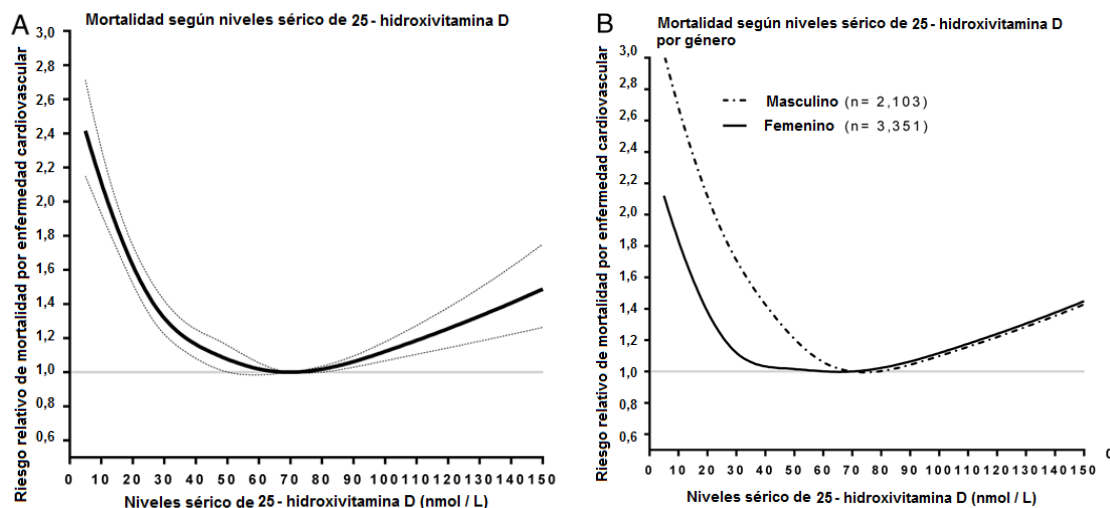 A
Mortalidad según niveles sérico de 25- hidroxivitamina D
Riesgo relativo de mortalidad por enfermedad cardiovascular
3,0
2,8
2,6
2,4
2,2
2,0
1,8
1,6
1,4
1,2
1,0
0,8
0,6
0 10 20 30 40 50 60 70 80 90 100 110 120 130 140 150
Niveles sérico de 25- hidroxivitamina D (nmol / L)
B
Mortalidad según niveles sérico de 25- hidroxivitamina D
por género
Riesgo relativo de mortalidad por enfermedad cardiovascular
3,0
2,8
2,6
2,4
2,2
2,0
1,8
1,6
1,4
1,2
1,0
0,8
0,6
Masculino (n= 2,103)
Femenino (n= 3,351)
0 10 20 30 40 50 60 70 80 90 100 110 120 130 140 150
Niveles sérico de 25- hidroxivitamina D (nmol / L)